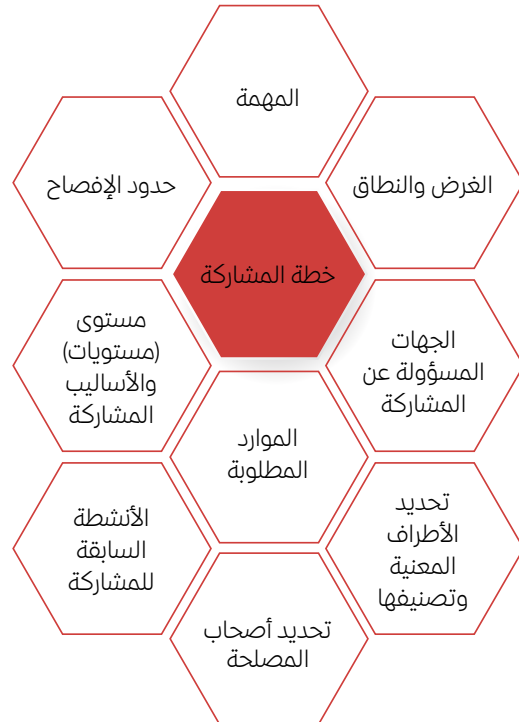 المهمة
الغرض والنطاق
حدود الإفصاح
خطة المشاركة
الجهات
المسؤولة عن
المشاركة
مستوى
(مستويات)
والأساليب
المشاركة
الموارد
المطلوبة
تحديد
الأطراف
المعنية
وتصنيفها
الأنشطة
السابقة
للمشاركة
تحديد أصحاب
المصلحة